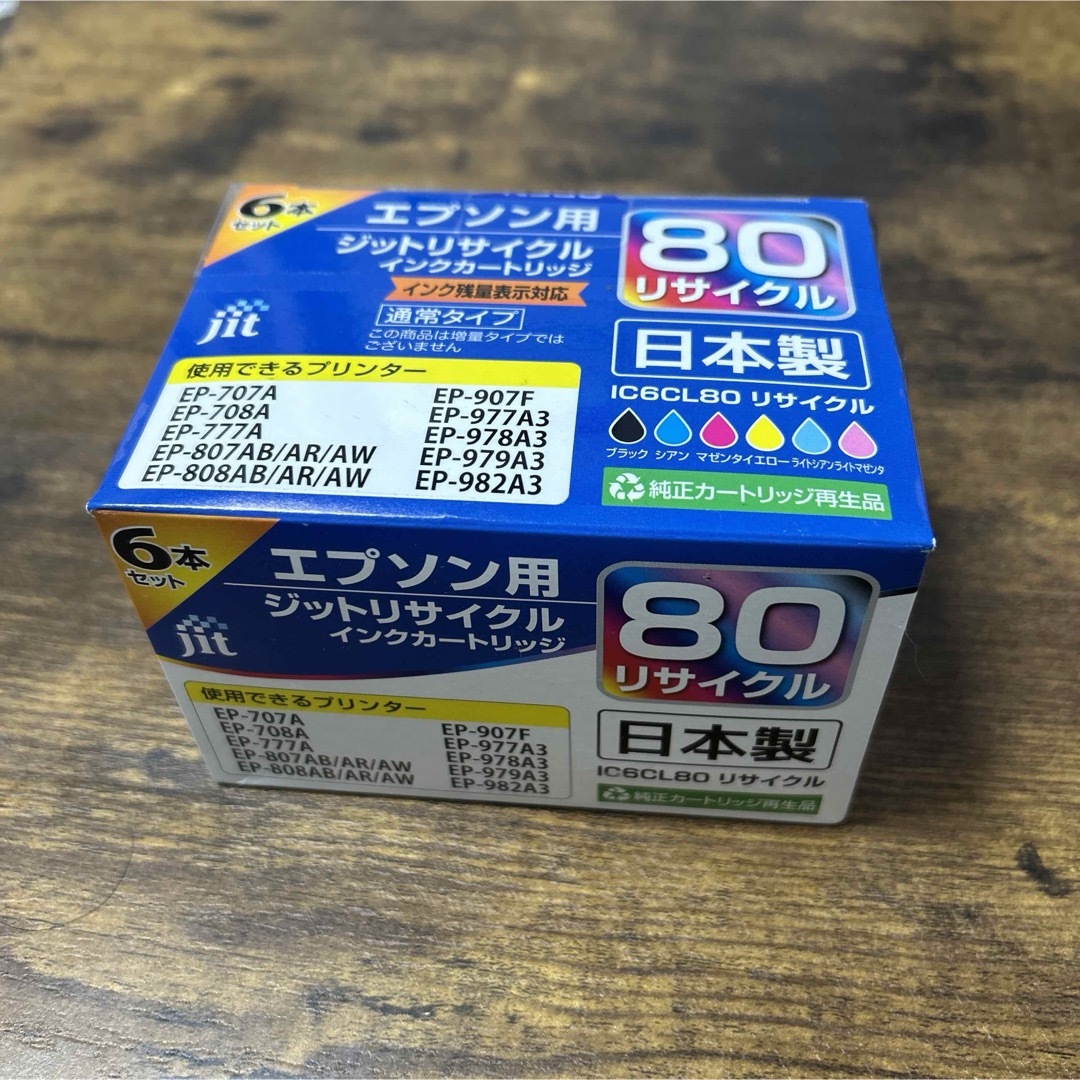 6本
セット
エプソン用
ジットリサイクル
インクカートリッジ
インク残量表示対応
通常タイプ
この商品は増量タイプでは
ございません
jit
使用できるプリンター
EP-707A
EP-708A
EP-777A
EP-807AB/AR/AW
EP-808AB/AR/AW
EP-907F
EP-977A3
EP-978A3
EP-979A3
EP-982A3
80
リサイクル
日本製
IC6CL80 リサイクル
ブラック シアン マゼンタ イエロー ライトシアン ライトマゼンタ
純正カートリッジ再生品
6本
セット
エプソン用
ジットリサイクル
インクカートリッジ
jit
使用できるプリンター
EP-707A
EP-708A
EP-777A
EP-807AB/AR/AW
EP-808AB/AR/AW
EP-907F
EP-977A3
EP-978A3
EP-979A3
EP-982A3
80
リサイクル
日本製
IC6CL80 リサイクル
純正カートリッジ再生品